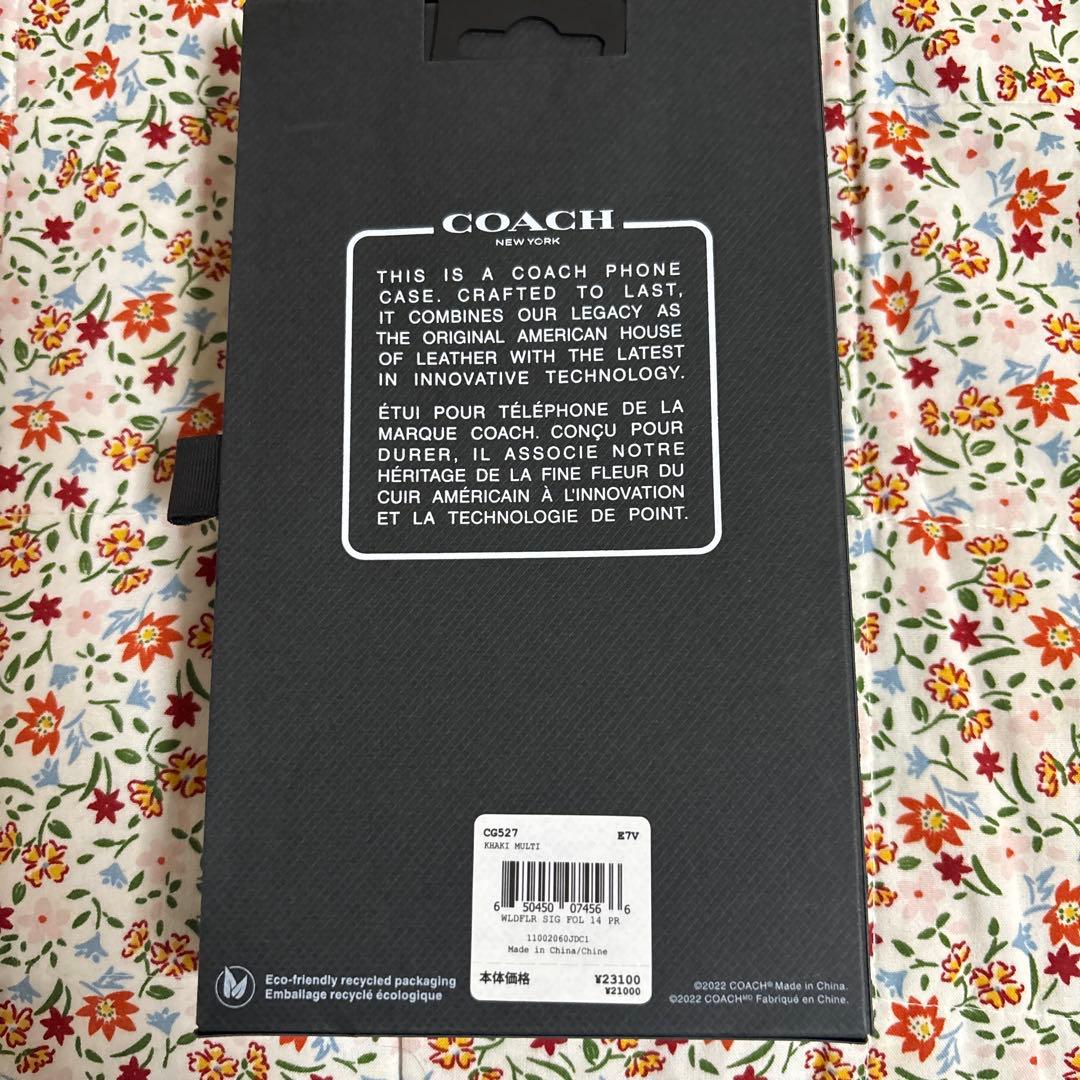 COACH
NEW YORK
THIS IS A COACH PHONE
CASE. CRAFTED TO LAST,
IT COMBINES OUR LEGACY AS
THE ORIGINAL AMERICAN HOUSE
OF LEATHER WITH THE LATEST
IN INNOVATIVE TECHNOLOGY.
ÉTUI POUR TÉLÉPHONE DE LA
MARQUE COACH. CONÇU POUR
DURER, IL ASSOCIE NOTRE
HÉRITAGE DE LA FINE FLEUR DU
CUIR AMÉRICAIN À L'INNOVATION
ET LA TECHNOLOGIE DE POINT.
CG527 E7V
KHAKI MULTI
6 50450 07456 6
WLDFLR SIG FOL 14 PR
11002060JDC1
Made in China/Chine
本体価格 ¥23100
¥21000
Eco-friendly recycled packaging
Emballage recyclé écologique
©2022 COACH® Made in China.
©2022 COACHᴹᴰ Fabriqué en Chine.